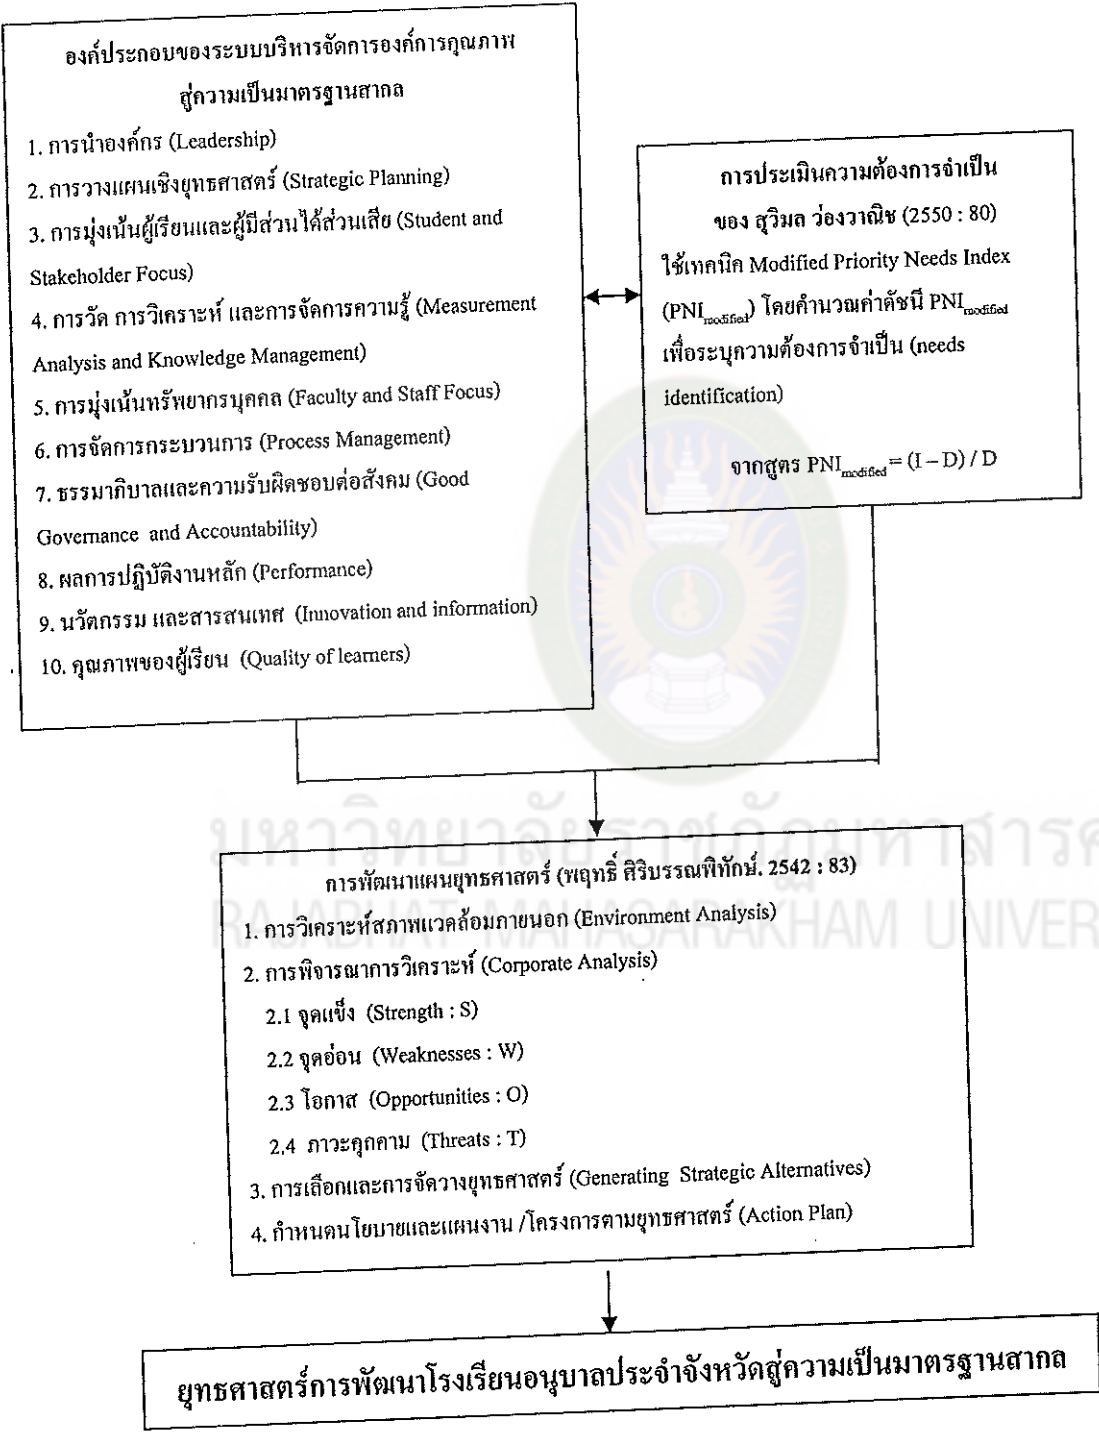 องค์ประกอบของระบบบริหารจัดการองค์การคุณภาพ
สู่ความเป็นมาตรฐานสากล
1. การนำองค์กร (Leadership)
2. การวางแผนเชิงยุทธศาสตร์ (Strategic Planning)
3. การมุ่งเน้นผู้เรียนและผู้มีส่วนได้ส่วนเสีย (Student and
Stakeholder Focus)
4. การวัด การวิเคราะห์ และการจัดการความรู้ (Measurement
Analysis and Knowledge Management)
5. การมุ่งเน้นทรัพยากรบุคคล (Faculty and Staff Focus)
6. การจัดการกระบวนการ (Process Management)
7. ธรรมาภิบาลและความรับผิดชอบต่อสังคม (Good
Governance and Accountability)
8. ผลการปฏิบัติงานหลัก (Performance)
9. นวัตกรรม และสารสนเทศ (Innovation and information)
10. คุณภาพของผู้เรียน (Quality of learners)
การประเมินความต้องการจำเป็น
ของ สุวิมล ว่องวาณิช (2550 : 80)
ใช้เทคนิค Modified Priority Needs Index
(PNI modified) โดยคำนวณค่าดัชนี PNI modified
เพื่อระบุความต้องการจำเป็น (needs
identification)
จากสูตร PNI modified = (I – D) / D
มหาวิทยาลัยราชภัฏมหาสารค
RAJABHAT MAHASARAKHAM UNIVER
การพัฒนาแผนยุทธศาสตร์ (พฤทธิ์ ศิริบรรณพิทักษ์. 2542 : 83)
1. การวิเคราะห์สภาพแวดล้อมภายนอก (Environment Analysis)
2. การพิจารณาการวิเคราะห์ (Corporate Analysis)
2.1 จุดแข็ง (Strength : S)
2.2 จุดอ่อน (Weaknesses : W)
2.3 โอกาส (Opportunities : O)
2.4 ภาวะคุกคาม (Threats : T)
3. การเลือกและการจัดวางยุทธศาสตร์ (Generating Strategic Alternatives)
4. กำหนดนโยบายและแผนงาน /โครงการตามยุทธศาสตร์ (Action Plan)
ยุทธศาสตร์การพัฒนาโรงเรียนอนุบาลประจำจังหวัดสู่ความเป็นมาตรฐานสากล